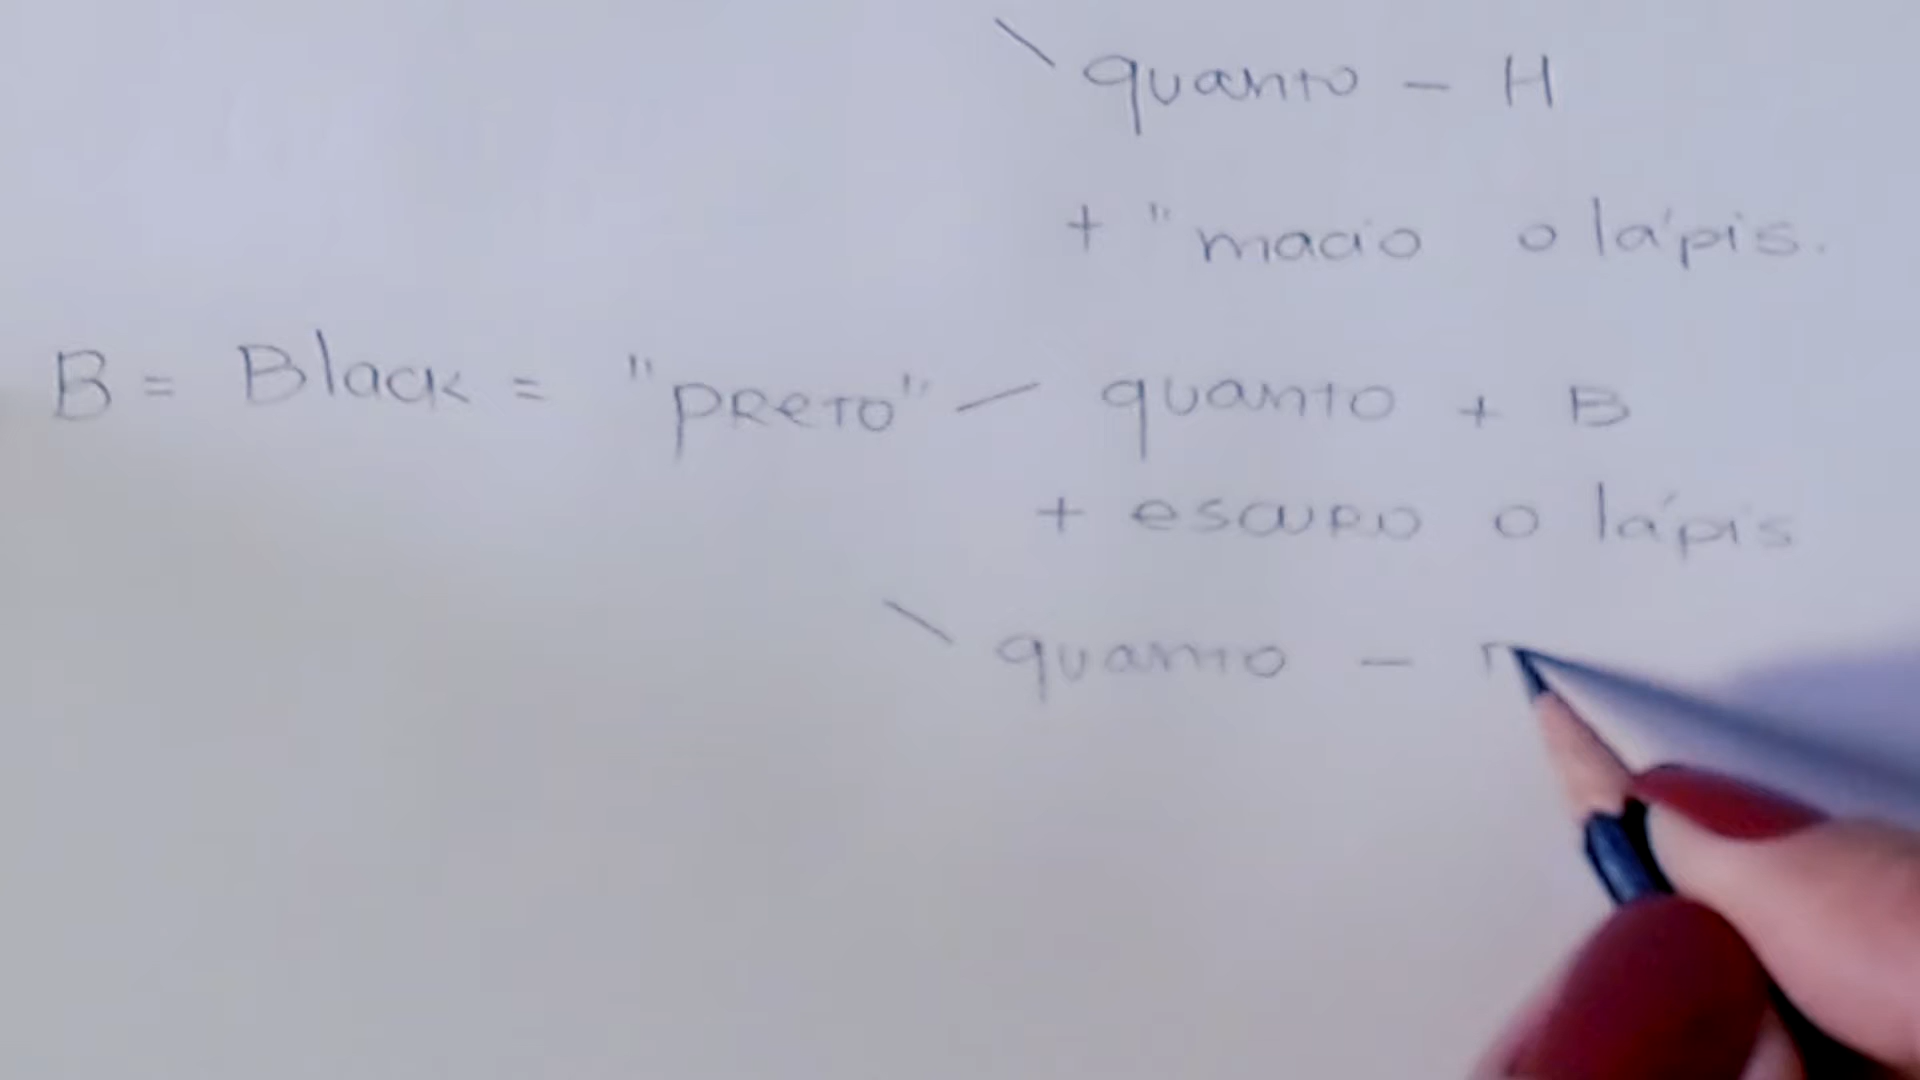 quanto - H
+ "macio o lápis.
B = Black = "preto" - quanto + B
+ escuro o lápis
quanto -